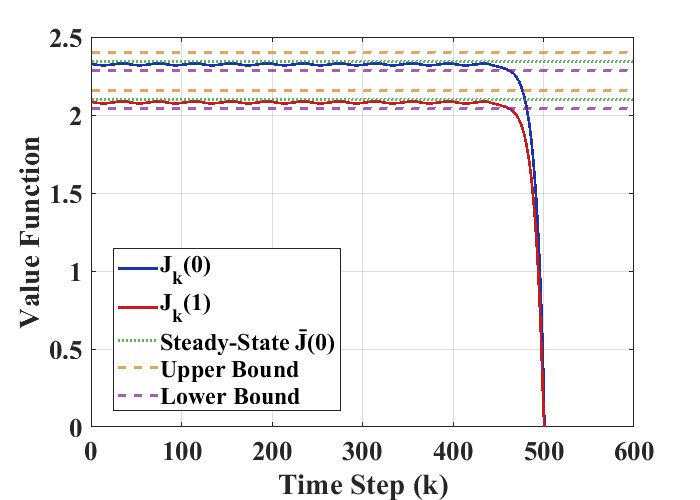 2.5
2
1.5
1
0.5
0
Value Function
J_k(0)
J_k(1)
Steady-State J̄(0)
Upper Bound
Lower Bound
0 100 200 300 400 500 600
Time Step (k)